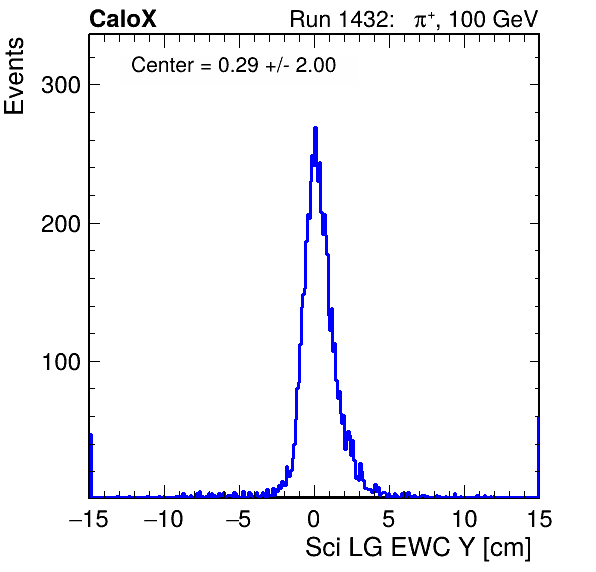 CaloX Run 1432: π⁺, 100 GeV
Events
Center = 0.29 +/- 2.00
300
200
100
−15 −10 −5 0 5 10 15
Sci LG EWC Y [cm]